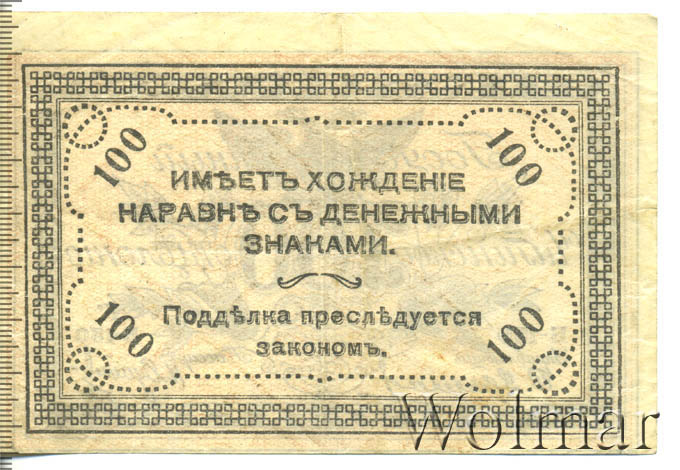 100 100
ИМѢЕТЪ ХОЖДЕНІЕ
НАРАВНѢ СЪ ДЕНЕЖНЫМИ
ЗНАКАМИ.
Поддѣлка преслѣдуется
закономъ.
100 100
Wolmar